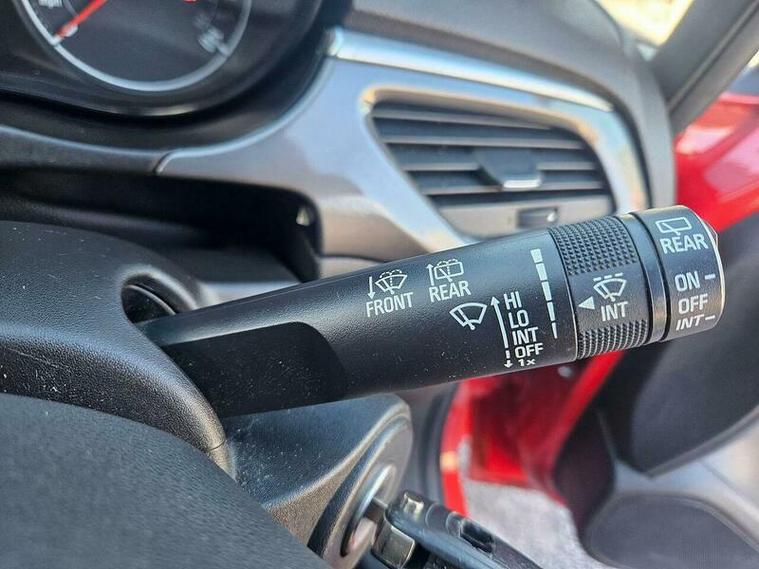 FRONT
REAR
HI
LO
INT
OFF
1x
INT
REAR
ON
OFF
INT